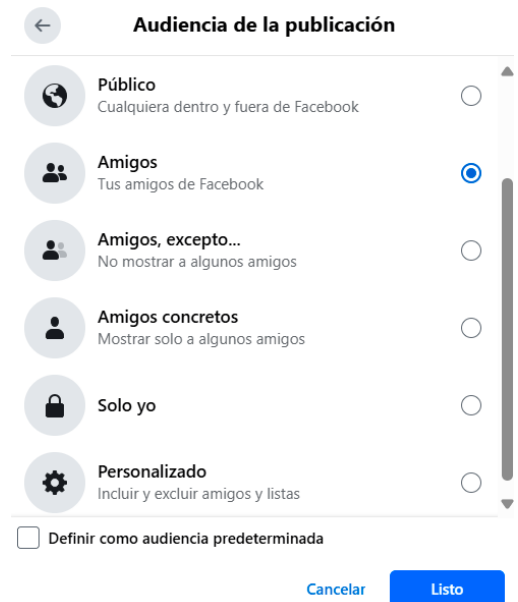 Audiencia de la publicación
Público
Cualquiera dentro y fuera de Facebook
Amigos
Tus amigos de Facebook
Amigos, excepto...
No mostrar a algunos amigos
Amigos concretos
Mostrar solo a algunos amigos
Solo yo
Personalizado
Incluir y excluir amigos y listas
Definir como audiencia predeterminada
Cancelar
Listo